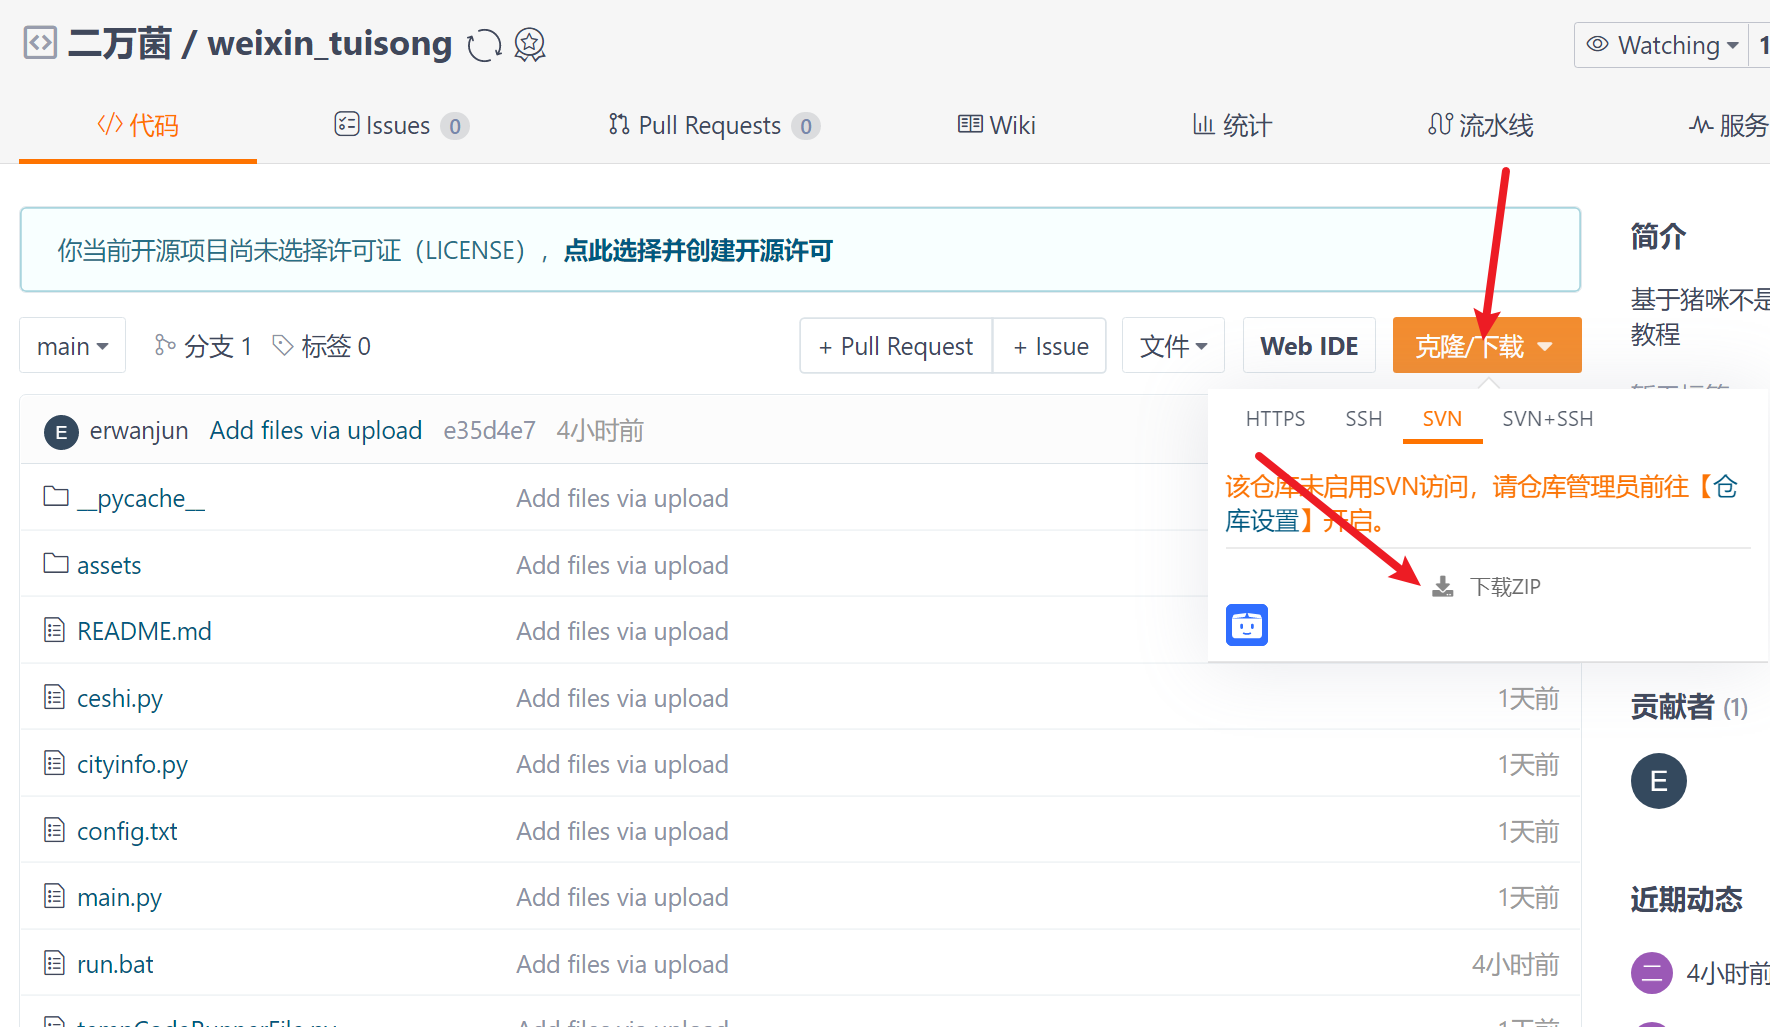 二万菌 / weixin_tuisong
Watching
代码
Issues 0
Pull Requests 0
Wiki
统计
流水线
服务
你当前开源项目尚未选择许可证（LICENSE），点此选择并创建开源许可
简介
基于猪咪不是
教程
main
分支 1
标签 0
+ Pull Request
+ Issue
文件
Web IDE
克隆/下载
HTTPS
SSH
SVN
SVN+SSH
该仓库未启用SVN访问，请仓库管理员前往【仓
库设置】开启。
下载ZIP
E erwanjun Add files via upload e35d4e7 4小时前
__pycache__ Add files via upload
assets Add files via upload
README.md Add files via upload
ceshi.py Add files via upload 1天前
cityinfo.py Add files via upload 1天前
config.txt Add files via upload 1天前
main.py Add files via upload 1天前
run.bat Add files via upload 4小时前
tempCodeRunnerFile.py Add files via upload 1天前
贡献者 (1)
E
近期动态
二 4小时前